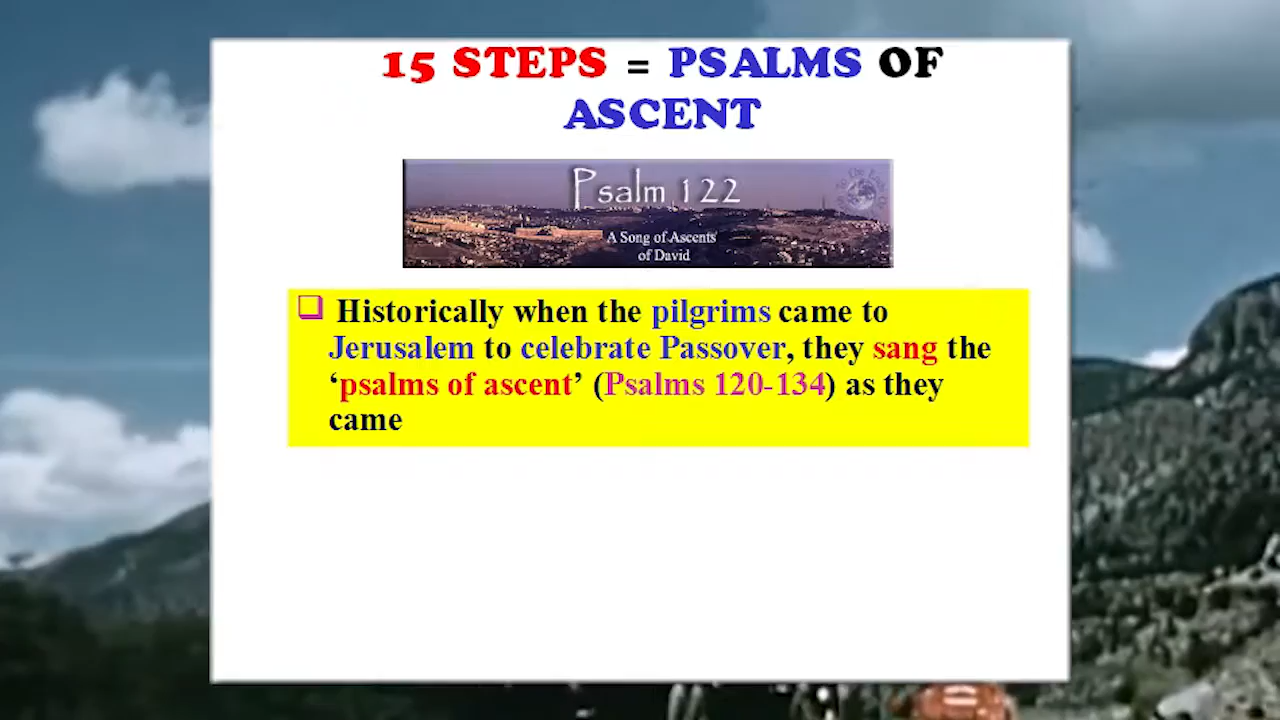 15 STEPS = PSALMS OF
ASCENT
Psalm 122
A Song of Ascents
of David
Historically when the pilgrims came to
Jerusalem to celebrate Passover, they sang the
‘psalms of ascent’ (Psalms 120-134) as they
came